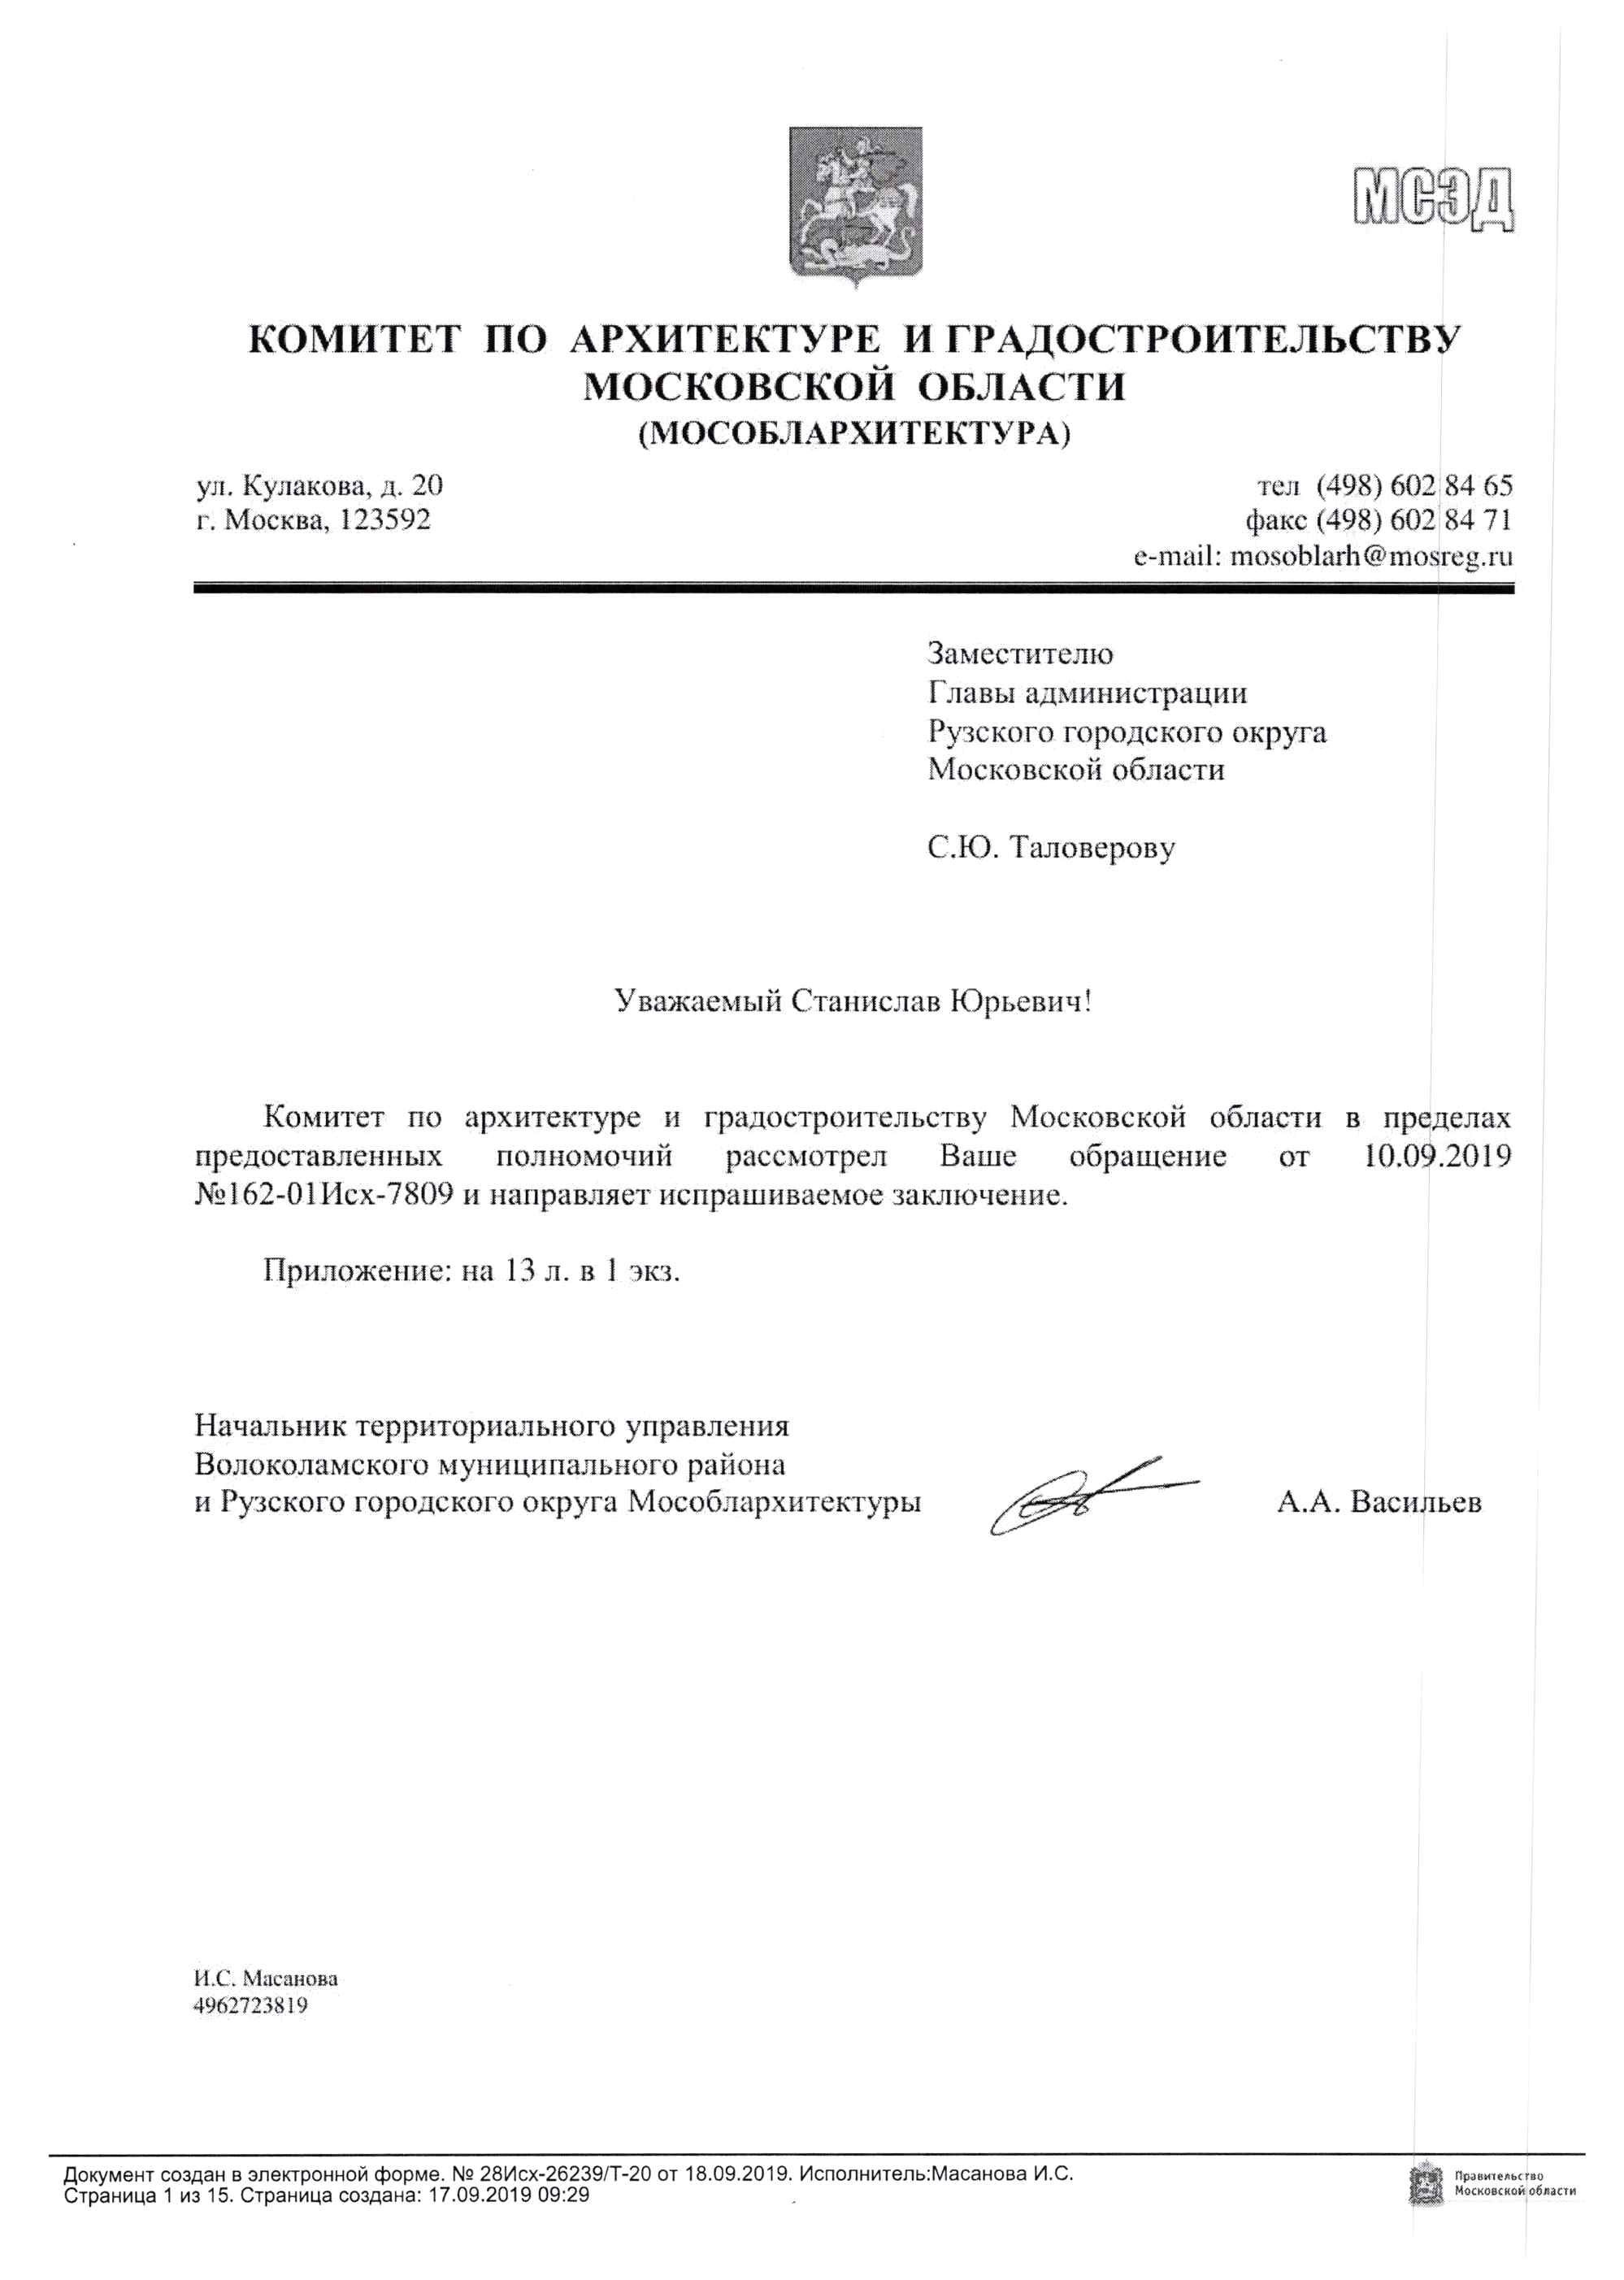 МСЭД
КОМИТЕТ ПО АРХИТЕКТУРЕ И ГРАДОСТРОИТЕЛЬСТВУ
МОСКОВСКОЙ ОБЛАСТИ
(МОСОБЛАРХИТЕКТУРА)
ул. Кулакова, д. 20
г. Москва, 123592
тел (498) 602 84 65
факс (498) 602 84 71
e-mail: mosoblarh@mosreg.ru
Заместителю
Главы администрации
Рузского городского округа
Московской области
С.Ю. Таловерову
Уважаемый Станислав Юрьевич!
Комитет по архитектуре и градостроительству Московской области в пределах
предоставленных полномочий рассмотрел Ваше обращение от 10.09.2019
№162-01Исх-7809 и направляет испрашиваемое заключение.
Приложение: на 13 л. в 1 экз.
Начальник территориального управления
Волоколамского муниципального района
и Рузского городского округа Мособлархитектуры
А.А. Васильев
И.С. Масанова
4962723819
Документ создан в электронной форме. № 28Исх-26239/Т-20 от 18.09.2019. Исполнитель:Масанова И.С.
Страница 1 из 15. Страница создана: 17.09.2019 09:29
Правительство
Московской области